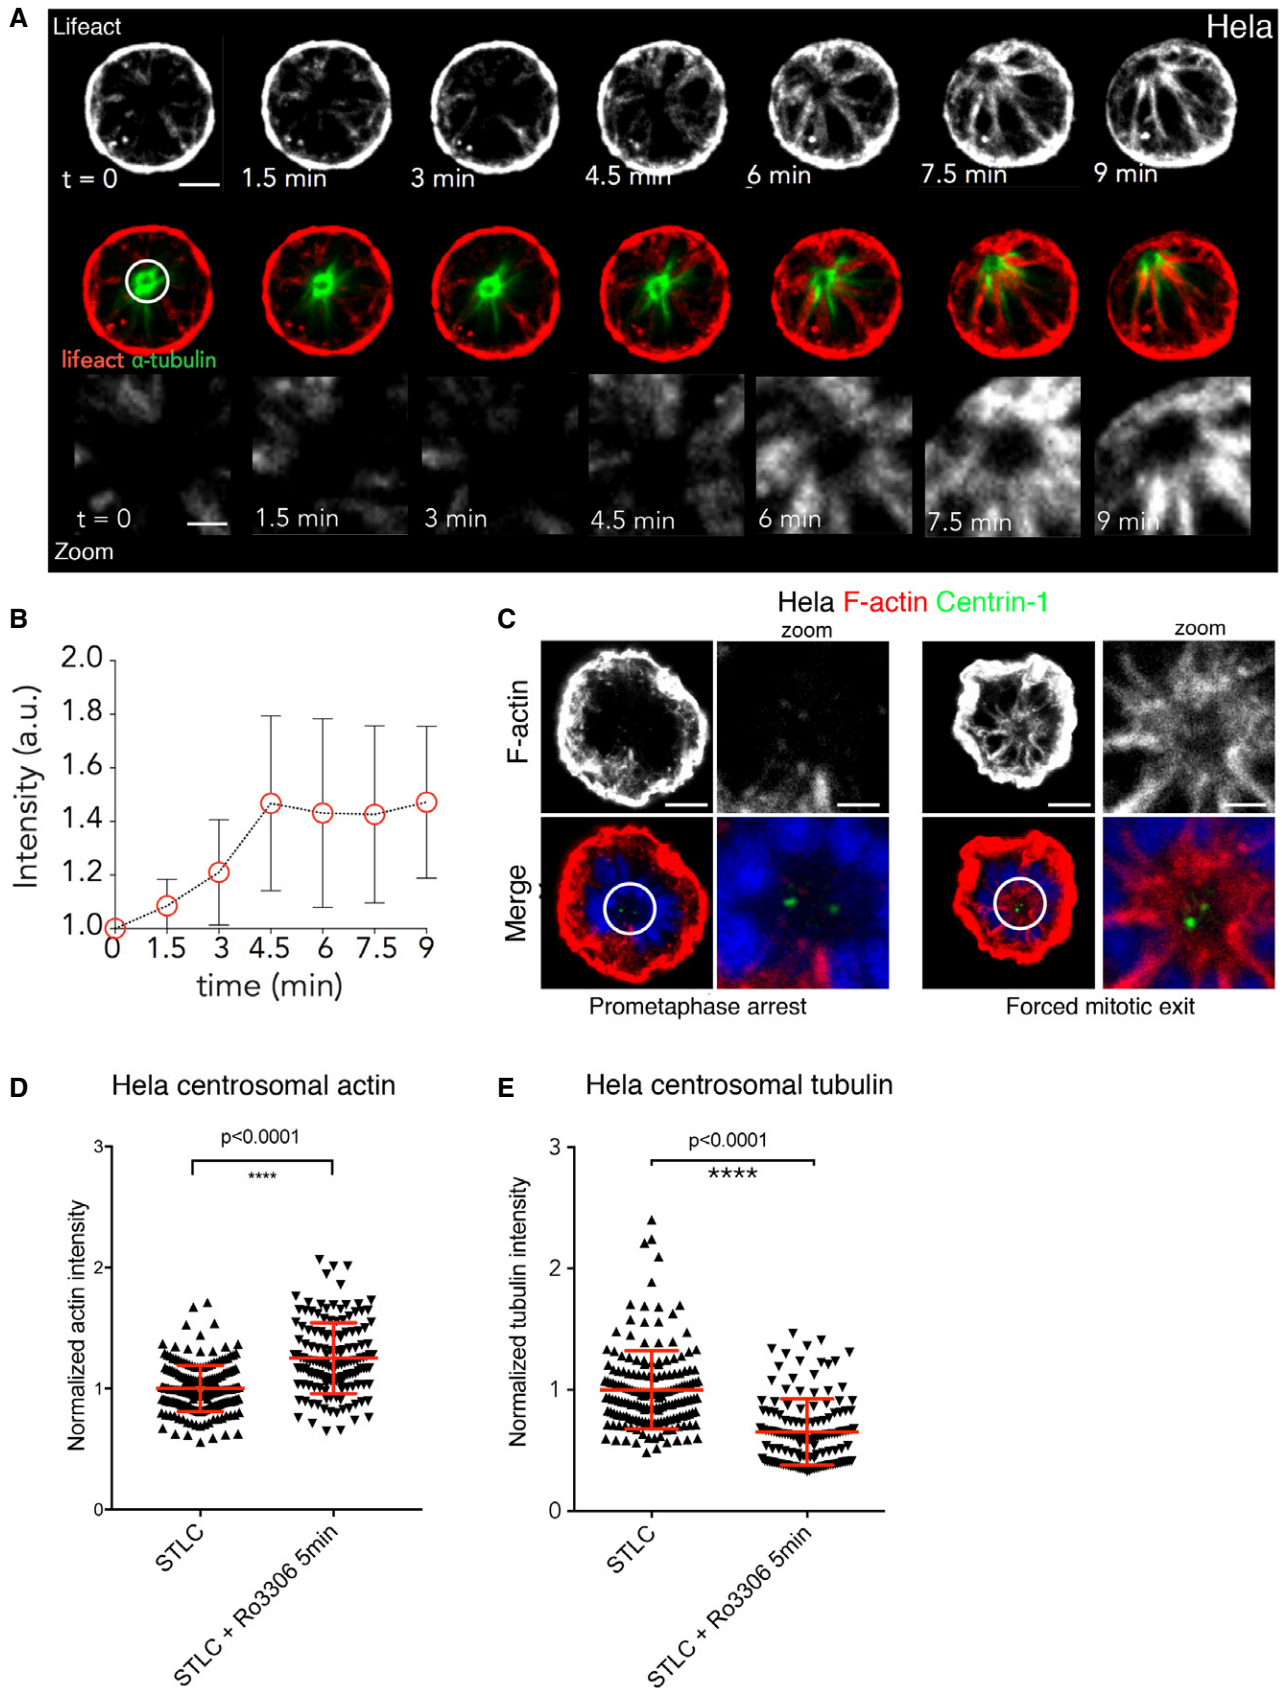 A
Lifeact
Hela
t = 0
1.5 min
3 min
4.5 min
6 min
7.5 min
9 min
lifeact α-tubulin
t = 0
1.5 min
3 min
4.5 min
6 min
7.5 min
9 min
Zoom
B
Intensity (a.u.)
2.0
1.8
1.6
1.4
1.2
1.0
0 1.5 3 4.5 6 7.5 9
time (min)
C
Hela F-actin Centrin-1
zoom
zoom
F-actin
Merge
Prometaphase arrest
Forced mitotic exit
D
Hela centrosomal actin
p<0.0001
****
Normalized actin intensity
3
2
1
0
STLC
STLC + Ro3306 5min
E
Hela centrosomal tubulin
p<0.0001
****
Normalized tubulin intensity
3
2
1
0
STLC
STLC + Ro3306 5min